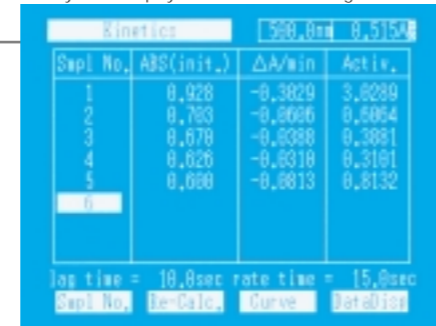 Kinetics 500.0nm 0.515A
Smpl No. ABS(init.) ΔA/min Activ.
1 0.928 -0.3029 3.0289
2 0.703 -0.0606 0.6064
3 0.670 -0.0388 0.3881
4 0.626 -0.0310 0.3101
5 0.600 -0.0813 0.8132
6
lag time = 10.0sec rate time = 15.0sec
Smpl No. Re-Calc. Curve DataDisp